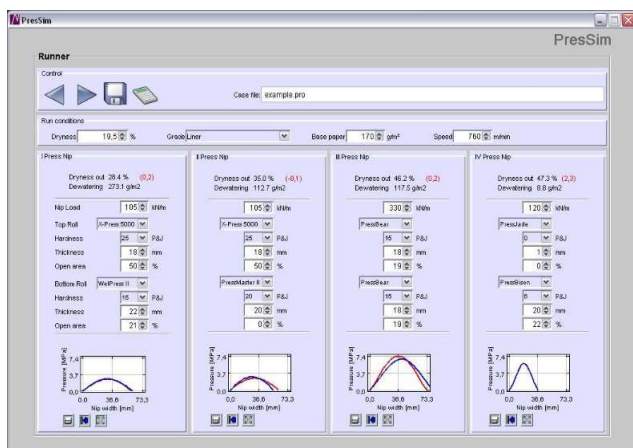 PresSim
PresSim
Runner
Control
Case file: example.pro
Run conditions
Dryness 19,5 % Grade Liner Base paper 170 g/m² Speed 760 m/min
I Press Nip II Press Nip III Press Nip IV Press Nip
Dryness out 28.4 % (0,2) Dryness out 35.0 % (-0,1) Dryness out 46.2 % (0,2) Dryness out 47.3 % (2,3)
Dewatering 273.1 g/m2 Dewatering 112.7 g/m2 Dewatering 117.5 g/m2 Dewatering 8.8 g/m2
Nip Load 105 kN/m 105 kN/m 330 kN/m 120 kN/m
Top Roll X-Press 5000 X-Press 5000 PressBear PressJade
Hardness 25 P&J 25 P&J 15 P&J 0 P&J
Thickness 18 mm 18 mm 18 mm 1 mm
Open area 50 % 50 % 19 % 0 %
Bottom Roll WelPress II PressMaster II PressBear PressBison
Hardness 15 P&J 20 P&J 15 P&J 6 P&J
Thickness 22 mm 20 mm 18 mm 20 mm
Open area 21 % 0 % 19 % 22 %
Pressure [MPa] 7,4 0,0 Pressure [MPa] 7,4 0,0 Pressure [MPa] 7,4 0,0 Pressure [MPa] 7,4 0,0
0,0 36,6 73,3 0,0 36,6 73,3 0,0 36,6 73,3 0,0 36,6 73,3
Nip width [mm] Nip width [mm] Nip width [mm] Nip width [mm]